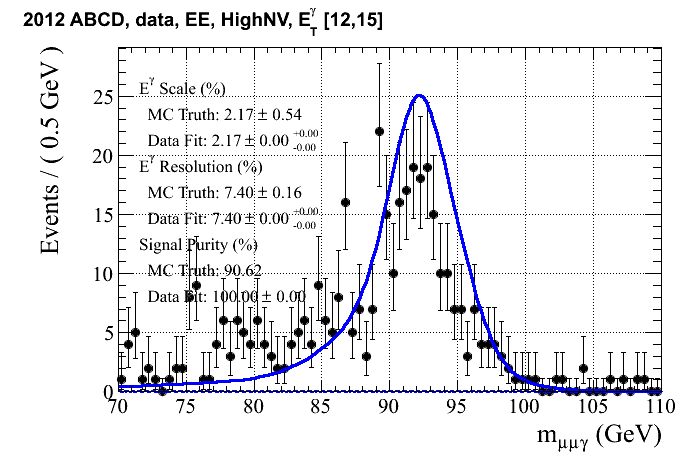 2012 ABCD, data, EE, HighNV, E_T^γ [12,15]
Events / ( 0.5 GeV )
E^γ Scale (%)
MC Truth: 2.17 ± 0.54
Data Fit: 2.17 ± 0.00 +0.00 -0.00
E^γ Resolution (%)
MC Truth: 7.40 ± 0.16
Data Fit: 7.40 ± 0.00 +0.00 -0.00
Signal Purity (%)
MC Truth: 90.62
Data Fit: 100.00 ± 0.00
25
20
15
10
5
0
70 75 80 85 90 95 100 105 110
m_μμγ (GeV)